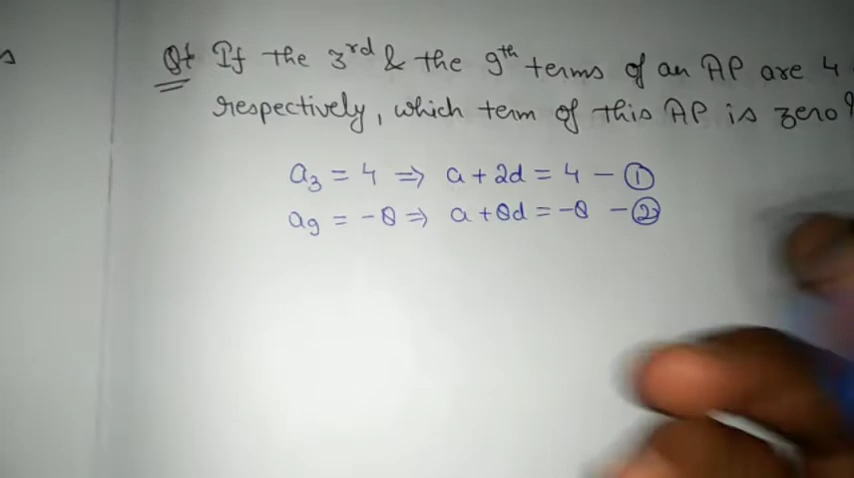 Q† If the 3rd & the 9th terms of an AP are 4
respectively, which term of this AP is zero?
a₃ = 4 ⇒ a + 2d = 4 - ①
a₉ = -8 ⇒ a + 8d = -8 - ②